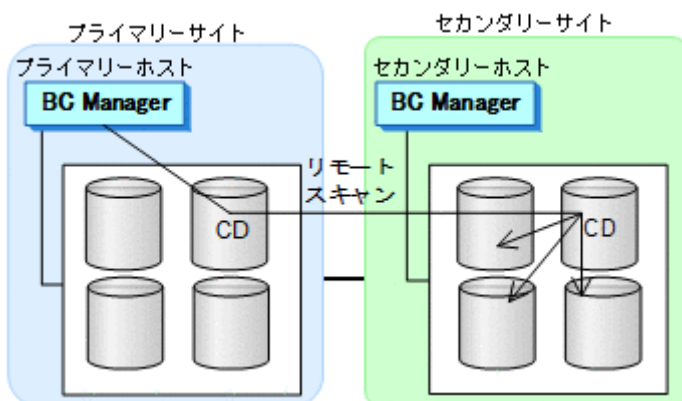 プライマリーサイト
セカンダリーサイト
プライマリーホスト
セカンダリーホスト
BC Manager
BC Manager
リモート
スキャン
CD
CD